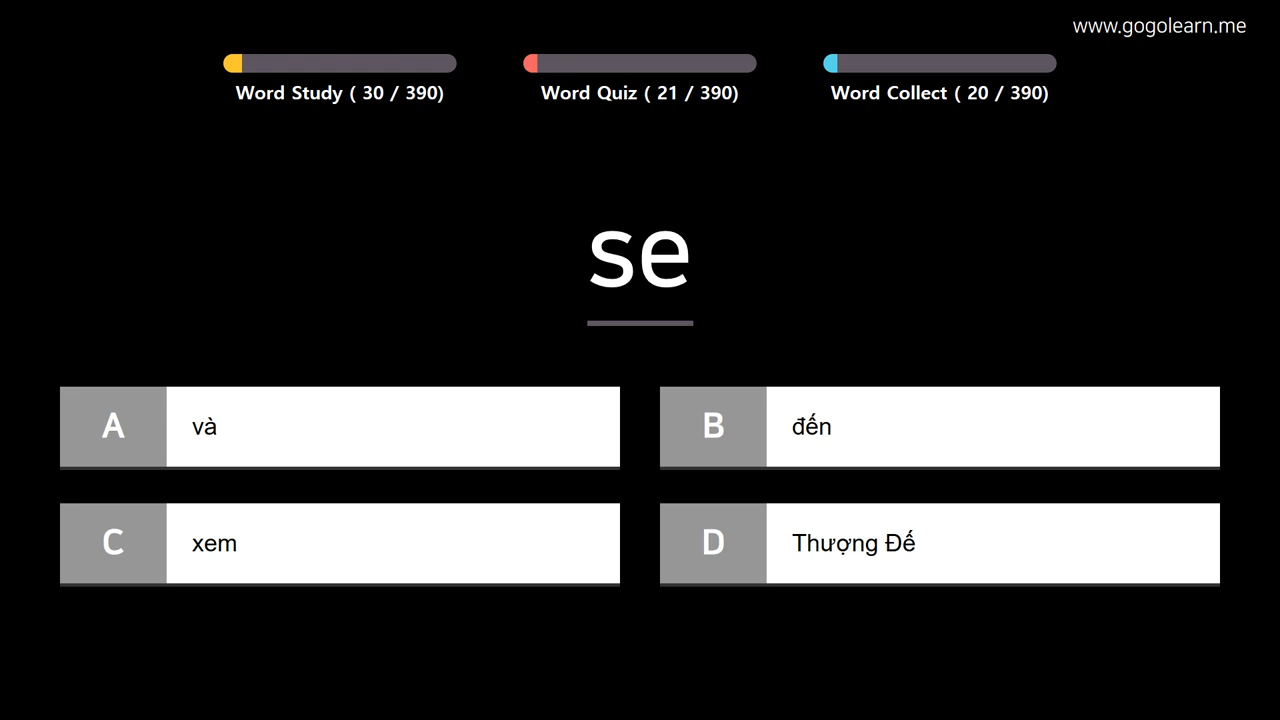 www.gogolearn.me
Word Study ( 30 / 390)
Word Quiz ( 21 / 390)
Word Collect ( 20 / 390)
se
A
và
B
đến
C
xem
D
Thượng Đế